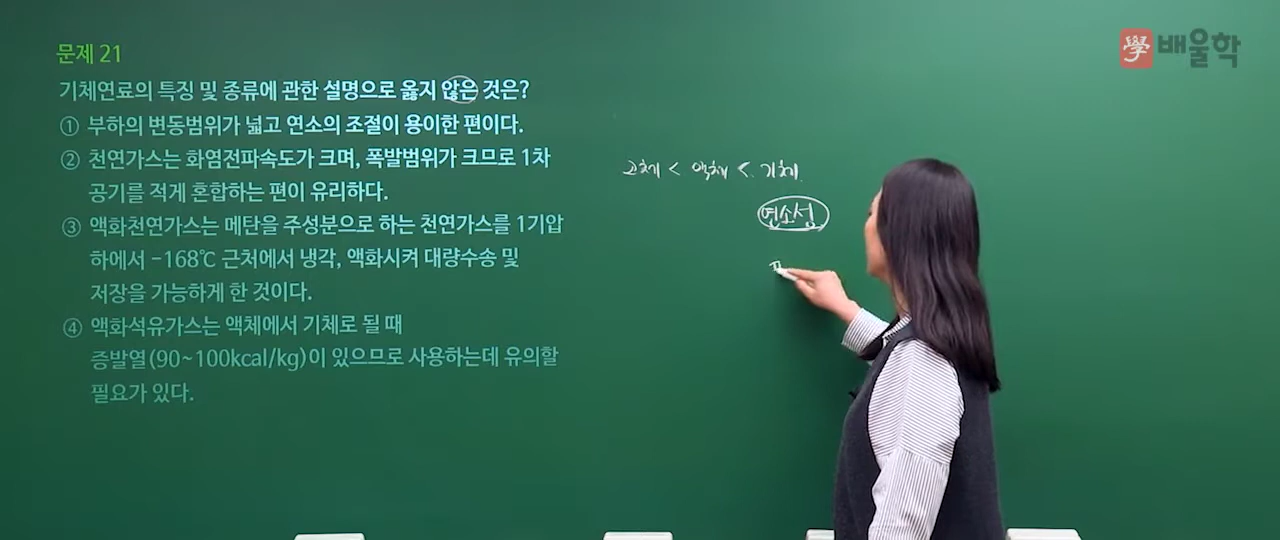 學 배울학
문제 21
기체연료의 특징 및 종류에 관한 설명으로 옳지 않은 것은?
① 부하의 변동범위가 넓고 연소의 조절이 용이한 편이다.
② 천연가스는 화염전파속도가 크며, 폭발범위가 크므로 1차
공기를 적게 혼합하는 편이 유리하다.
③ 액화천연가스는 메탄을 주성분으로 하는 천연가스를 1기압
하에서 -168℃ 근처에서 냉각, 액화시켜 대량수송 및
저장을 가능하게 한 것이다.
④ 액화석유가스는 액체에서 기체로 될 때
증발열(90~100kcal/kg)이 있으므로 사용하는데 유의할
필요가 있다.
고체 < 액체 < 기체
연소성